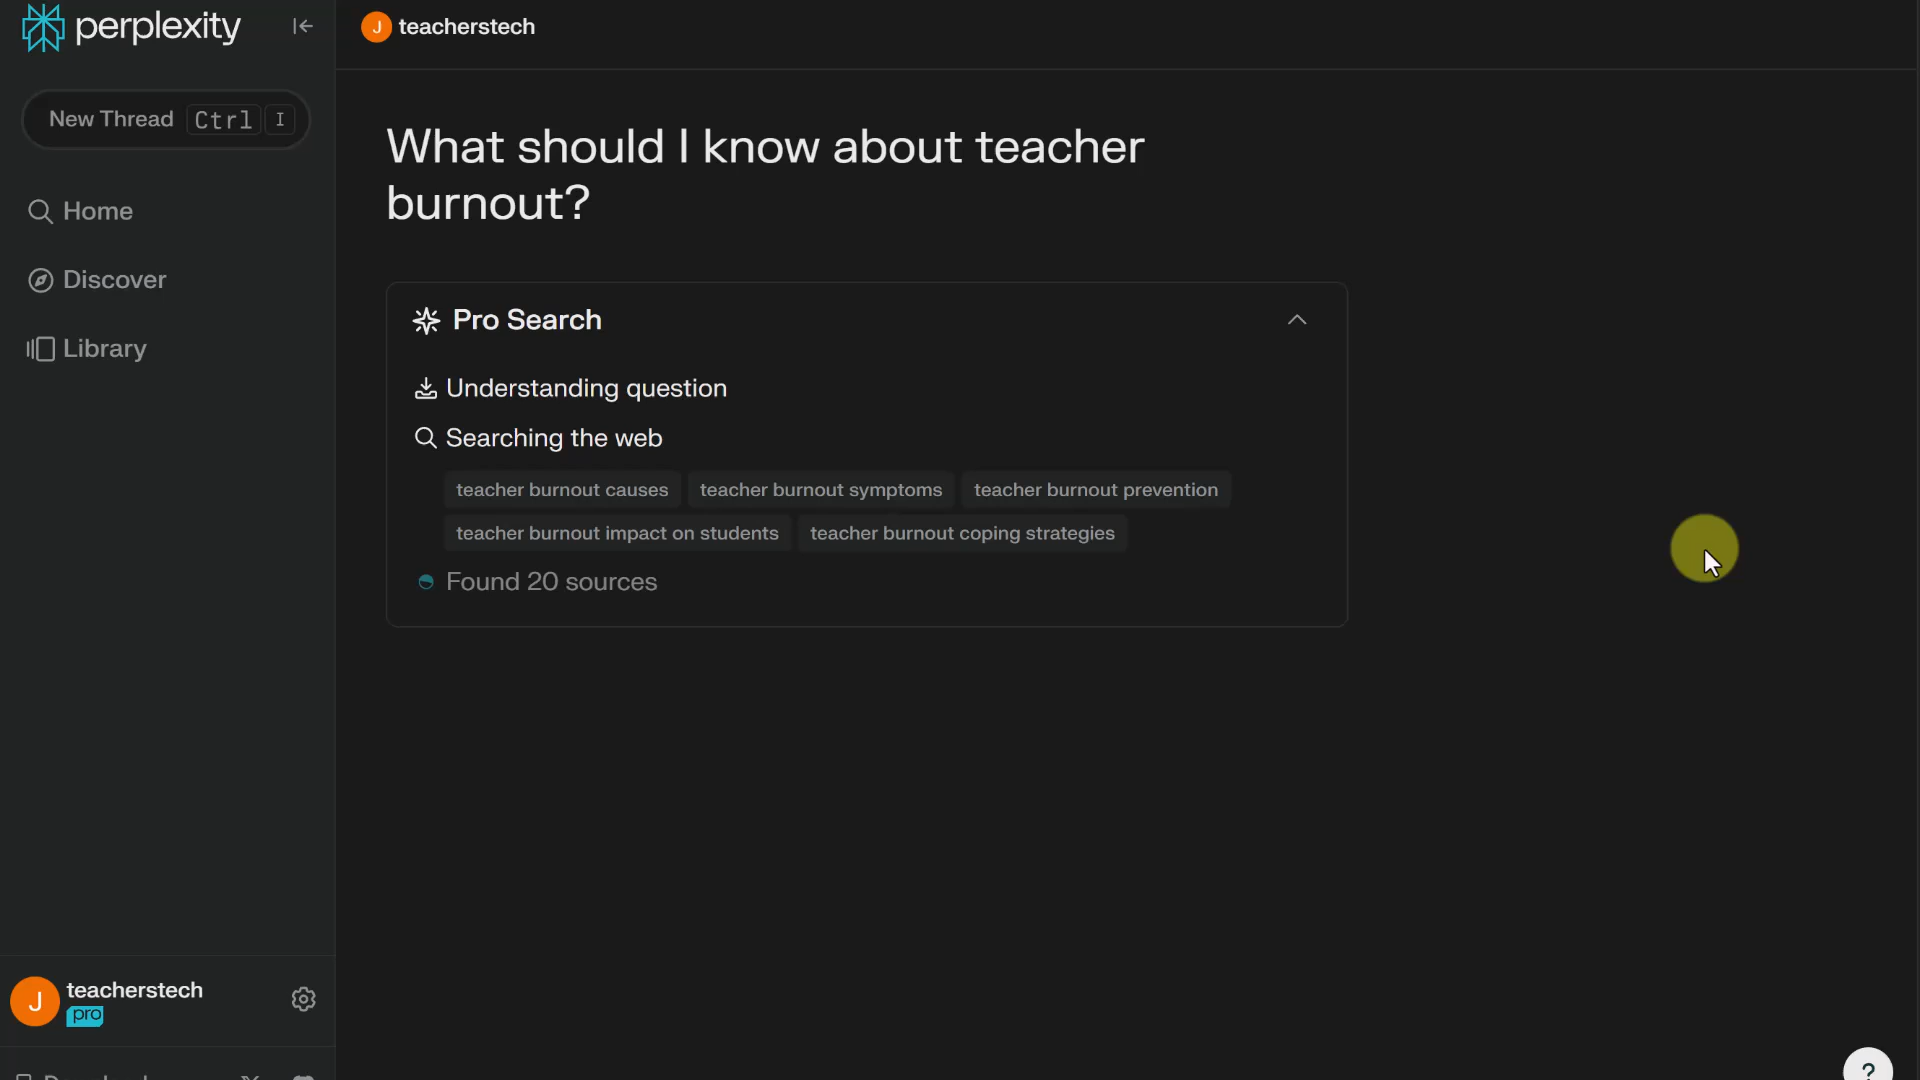 perplexity
teacherstech
New Thread Ctrl I
Home
Discover
Library
What should I know about teacher
burnout?
Pro Search
Understanding question
Searching the web
teacher burnout causes teacher burnout symptoms teacher burnout prevention
teacher burnout impact on students teacher burnout coping strategies
Found 20 sources
J
J
teacherstech
pro
?